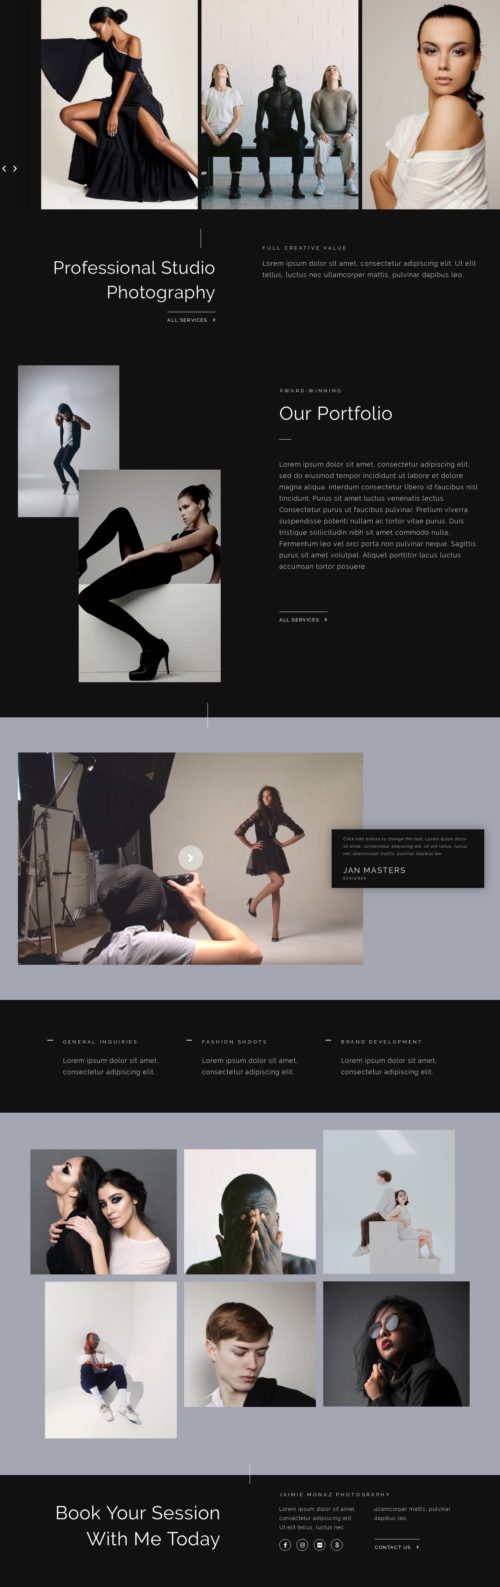 FULL CREATIVE VALUE
Professional Studio
Photography
Lorem ipsum dolor sit amet, consectetur adipiscing elit. Ut elit
tellus, luctus nec ullamcorper mattis, pulvinar dapibus leo.
ALL SERVICES
AWARD-WINNING
Our Portfolio
Lorem ipsum dolor sit amet, consectetur adipiscing elit,
sed do eiusmod tempor incididunt ut labore et dolore
magna aliqua. Interdum consectetur libero id faucibus nisl
tincidunt. Purus sit amet luctus venenatis lectus.
Consectetur purus ut faucibus pulvinar. Pretium viverra
suspendisse potenti nullam ac tortor vitae purus. Duis
tristique sollicitudin nibh sit amet commodo nulla.
Fermentum leo vel orci porta non pulvinar neque. Sagittis
purus sit amet volutpat. Aliquet porttitor lacus luctus
accumsan tortor posuere.
ALL SERVICES
Click edit button to change this text. Lorem ipsum dolor
sit amet, consectetur adipiscing elit. Ut elit tellus, luctus
nec ullamcorper mattis, pulvinar dapibus leo.
JAN MASTERS
DESIGNER
GENERAL INQUIRIES
Lorem ipsum dolor sit amet,
consectetur adipiscing elit.
FASHION SHOOTS
Lorem ipsum dolor sit amet,
consectetur adipiscing elit.
BRAND DEVELOPMENT
Lorem ipsum dolor sit amet,
consectetur adipiscing elit.
Book Your Session
With Me Today
JAIMIE MONAZ PHOTOGRAPHY
Lorem ipsum dolor sit amet,
consectetur adipiscing elit.
Ut elit tellus, luctus nec
ullamcorper mattis, pulvinar
dapibus leo.
CONTACT US